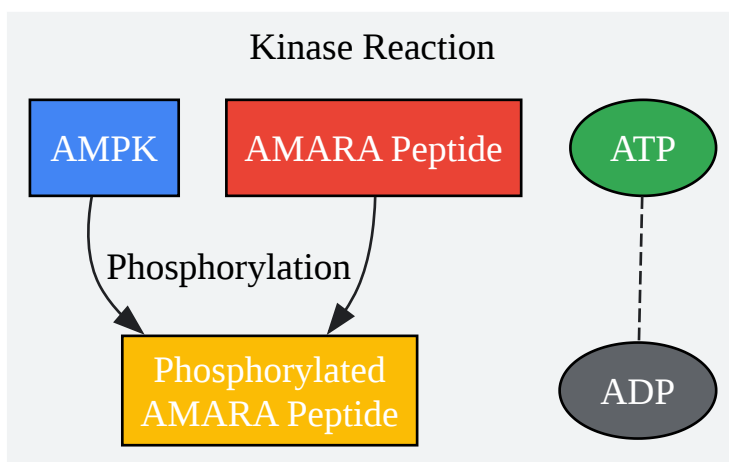 Kinase Reaction
AMPK
AMARA Peptide
ATP
Phosphorylation
Phosphorylated
AMARA Peptide
ADP